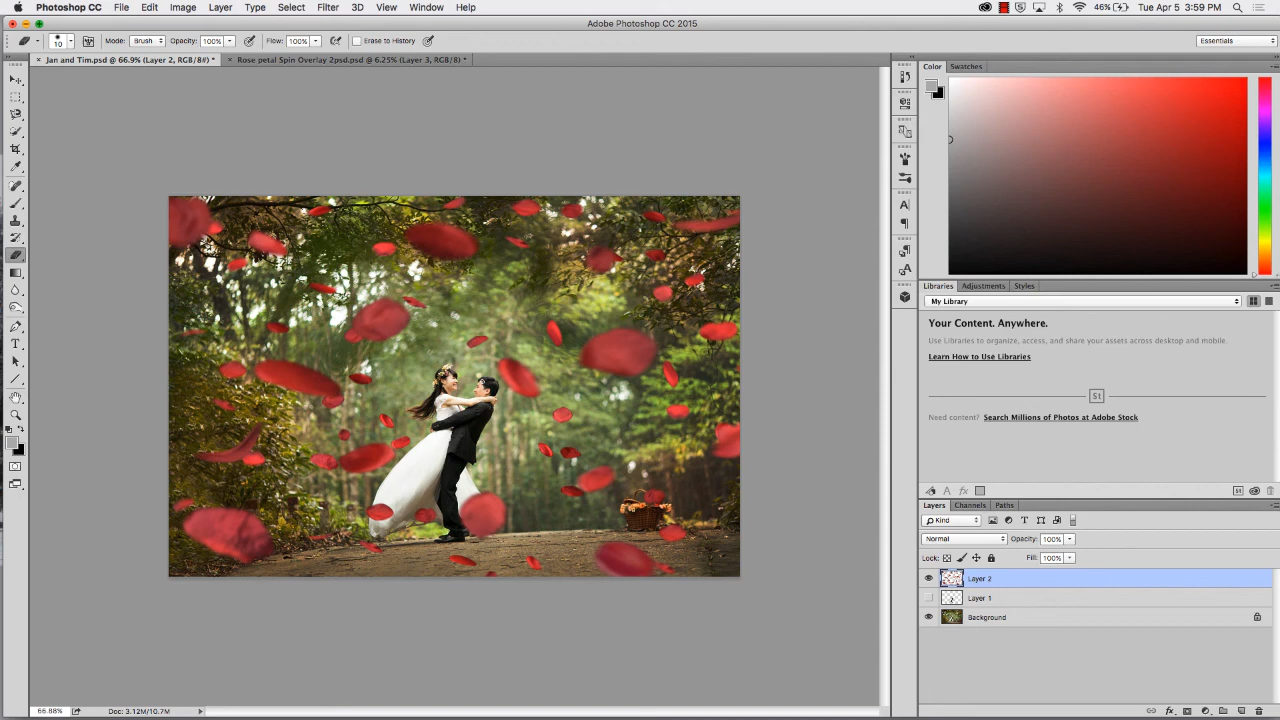 Photoshop CC File Edit Image Layer Type Select Filter 3D View Window Help 46% Tue Apr 5 3:59 PM
Adobe Photoshop CC 2015
10 Mode: Brush Opacity: 100% Flow: 100% Erase to History Essentials
× Jan and Tim.psd @ 66.9% (Layer 2, RGB/8#) * × Rose petal Spin Overlay 2psd.psd @ 6.25% (Layer 3, RGB/8) *
Color Swatches
Libraries Adjustments Styles
My Library
Your Content. Anywhere.
Use Libraries to organize, access, and share your assets across desktop and mobile.
Learn How to Use Libraries
St
Need content? Search Millions of Photos at Adobe Stock
Layers Channels Paths
Kind
Normal Opacity: 100%
Lock: Fill: 100%
Layer 2
Layer 1
Background
66.88% Doc: 3.12M/10.7M